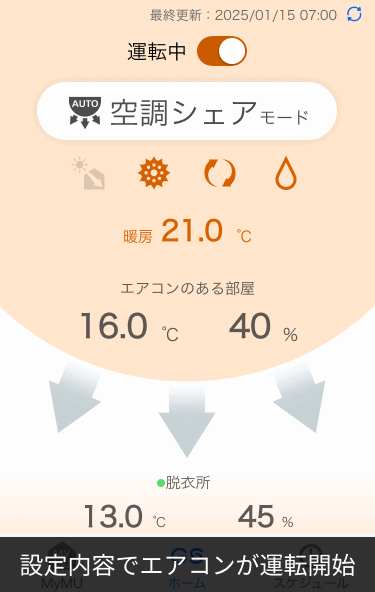 最終更新：2025/01/15 07:00
運転中
AUTO 空調シェアモード
暖房 21.0 ℃
エアコンのある部屋
16.0 ℃ 40 %
脱衣所
13.0 ℃ 45 %
設定内容でエアコンが運転開始
MyMU ホーム スケジュール